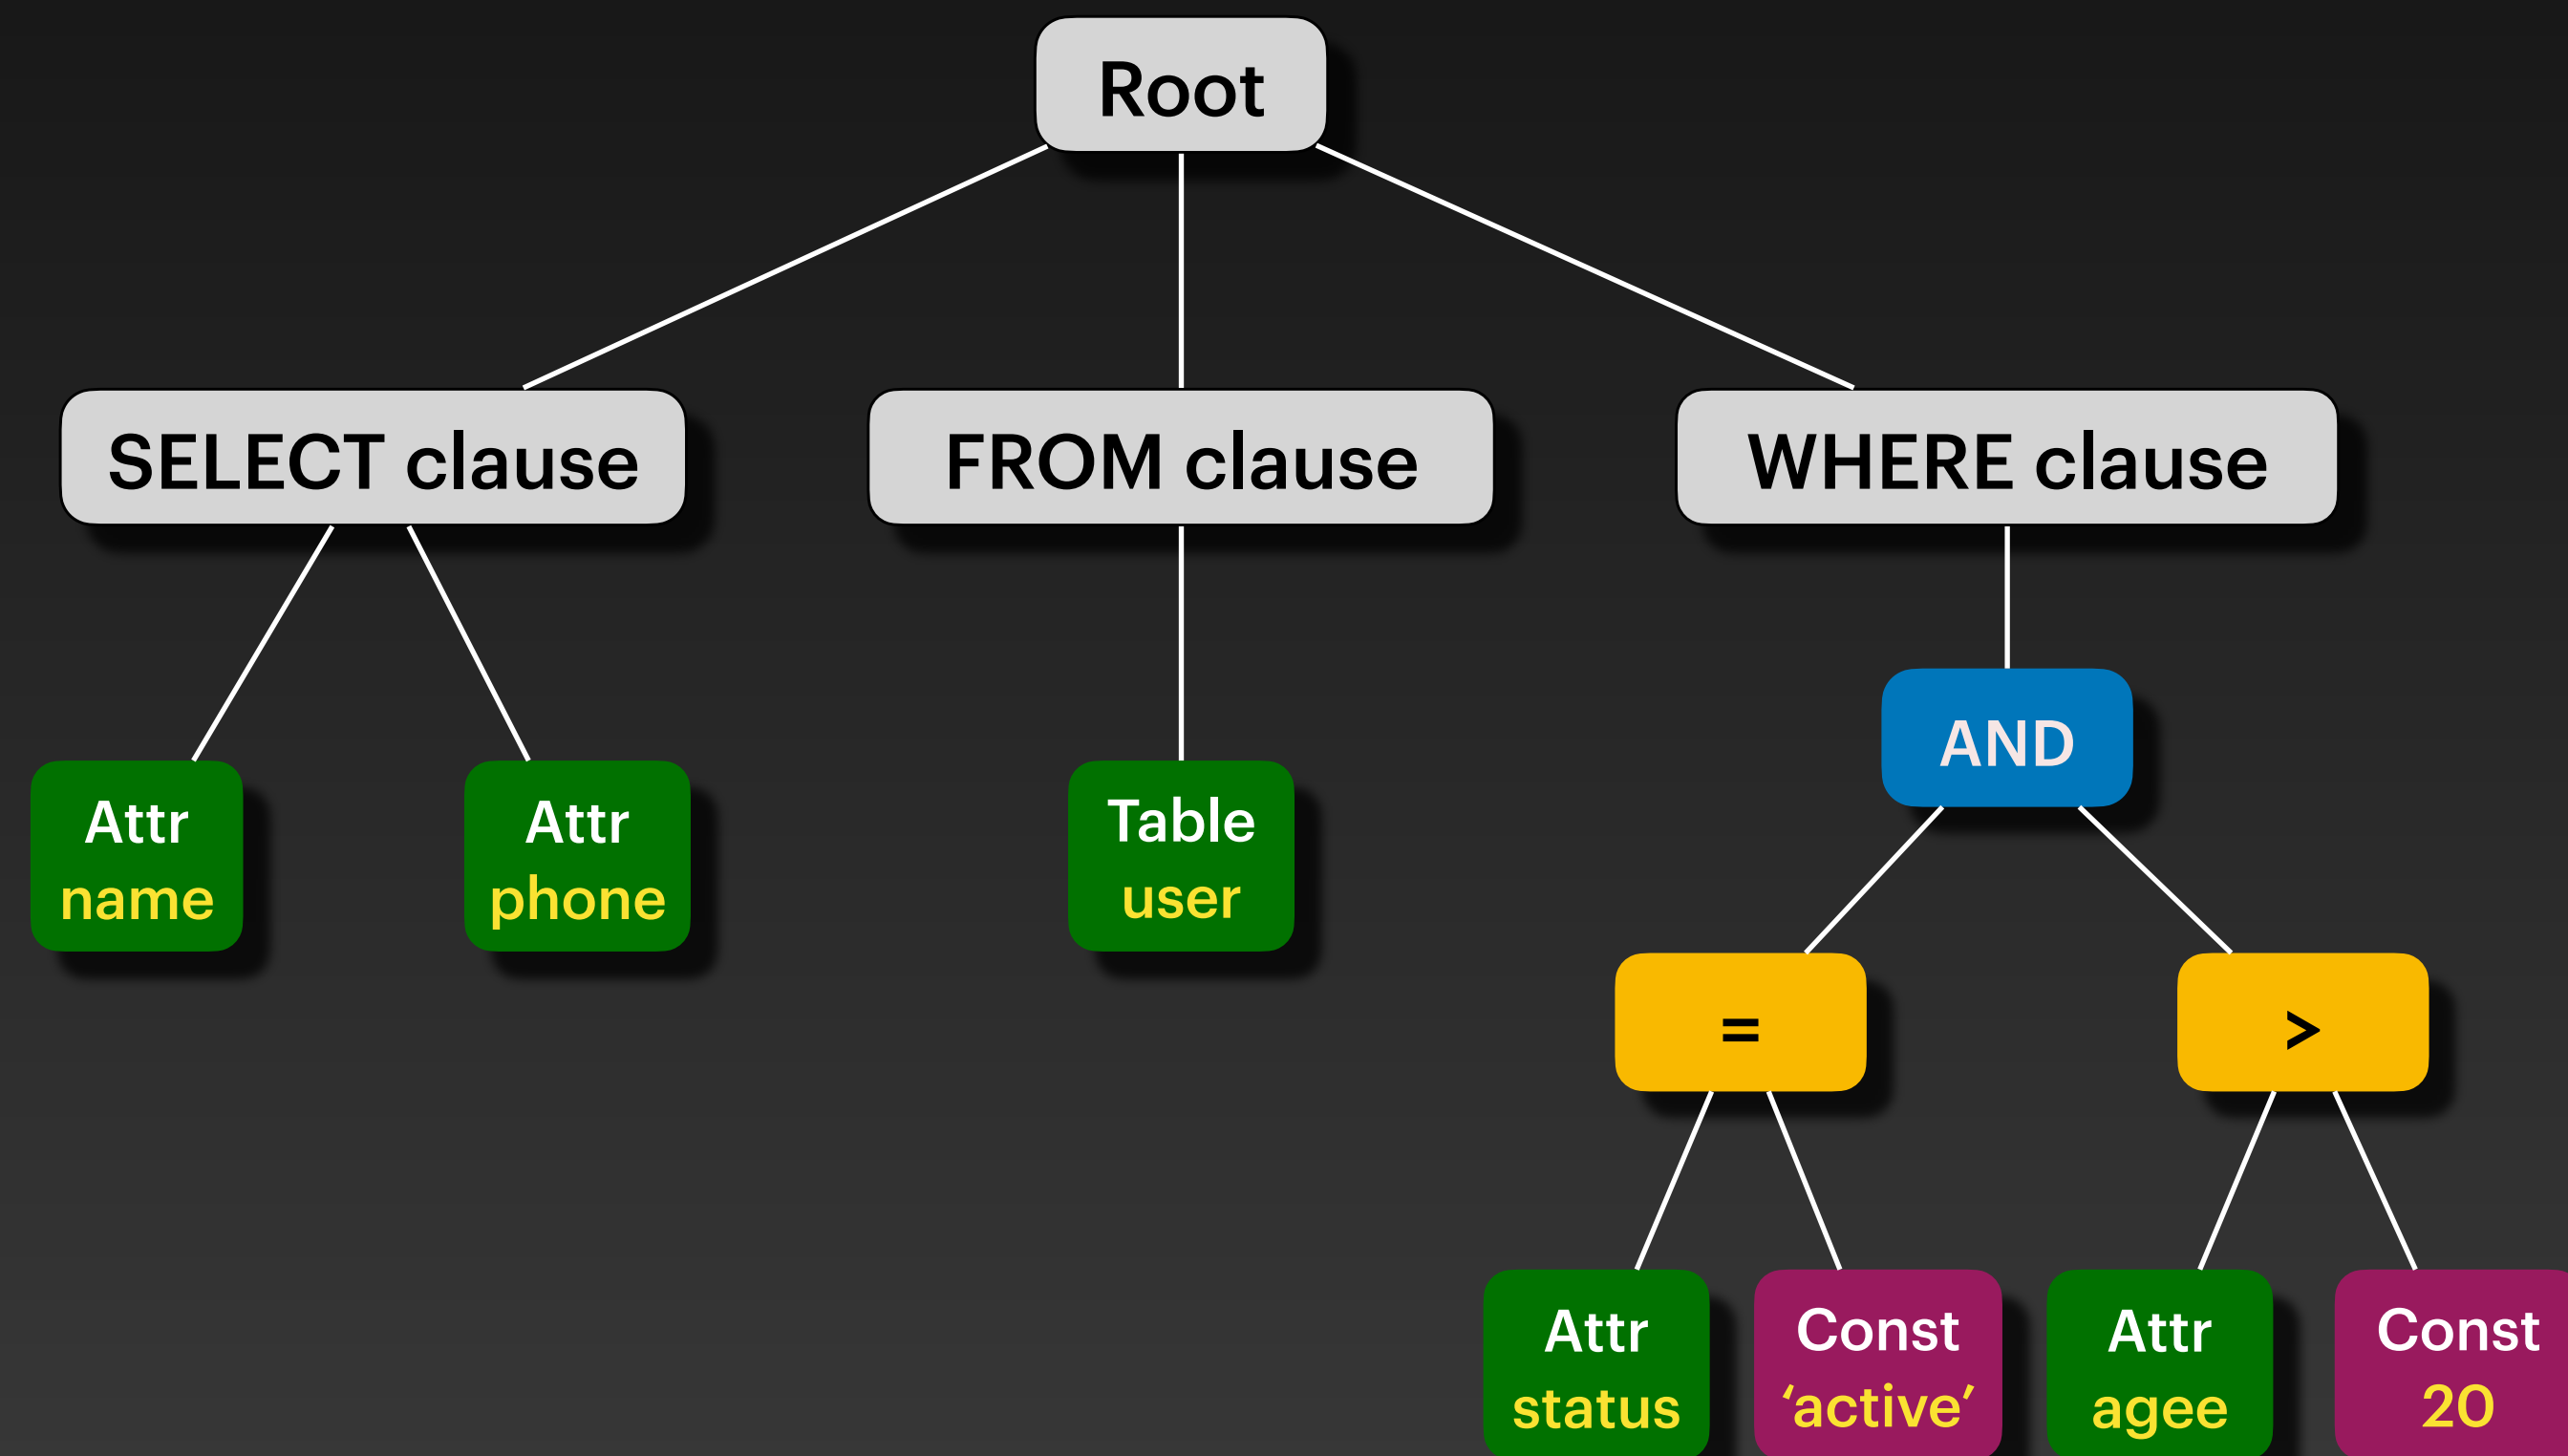 Root
SELECT clause
FROM clause
WHERE clause
AND
Attr
name
Attr
phone
Table
user
=
>
Attr
status
Const
‘active’
Attr
agee
Const
20